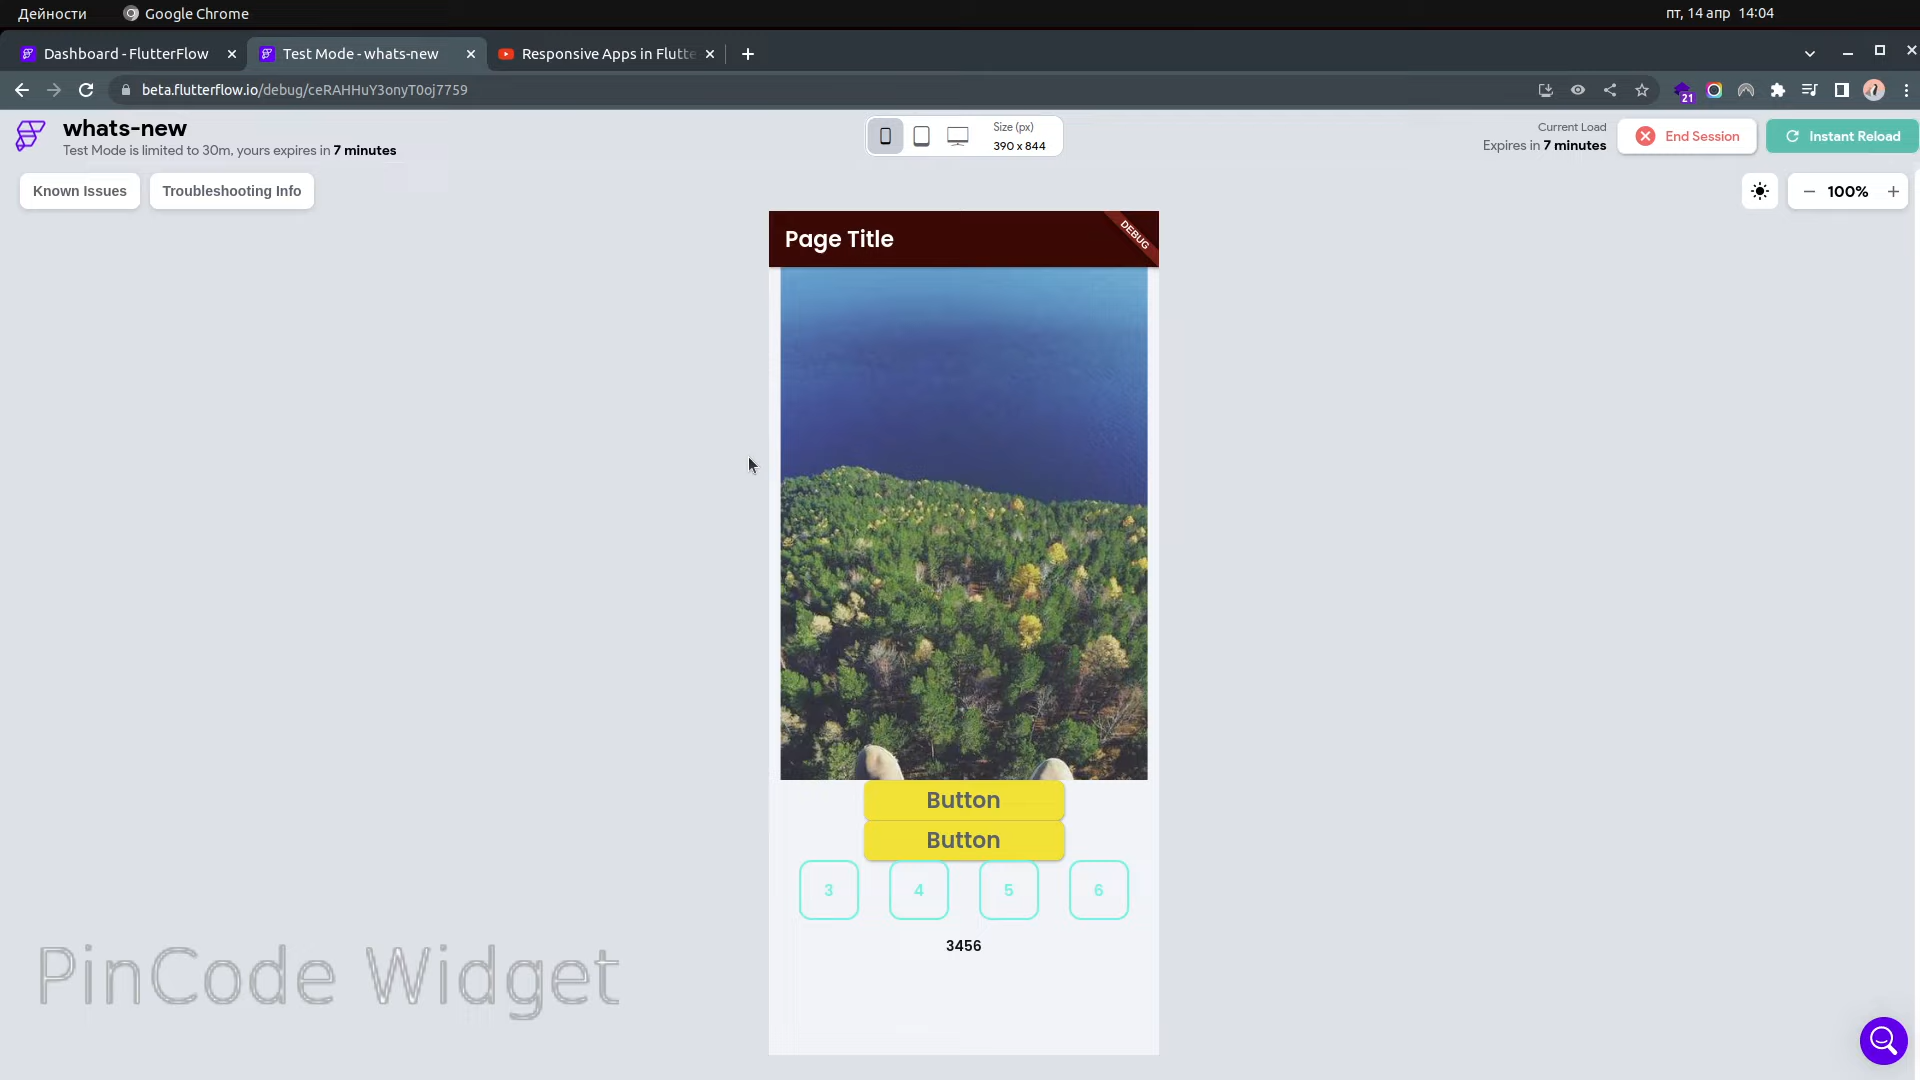 Дейности
Google Chrome
пт, 14 апр 14:04
Dashboard - FlutterFlow
Test Mode - whats-new
Responsive Apps in Flutte
beta.flutterflow.io/debug/ceRAHHuY3onyT0oj7759
21
whats-new
Test Mode is limited to 30m, yours expires in 7 minutes
Size (px)
390 x 844
Current Load
Expires in 7 minutes
End Session
Instant Reload
Known Issues
Troubleshooting Info
100%
Page Title
DEBUG
Button
Button
3 4 5 6
3456
PinCode Widget